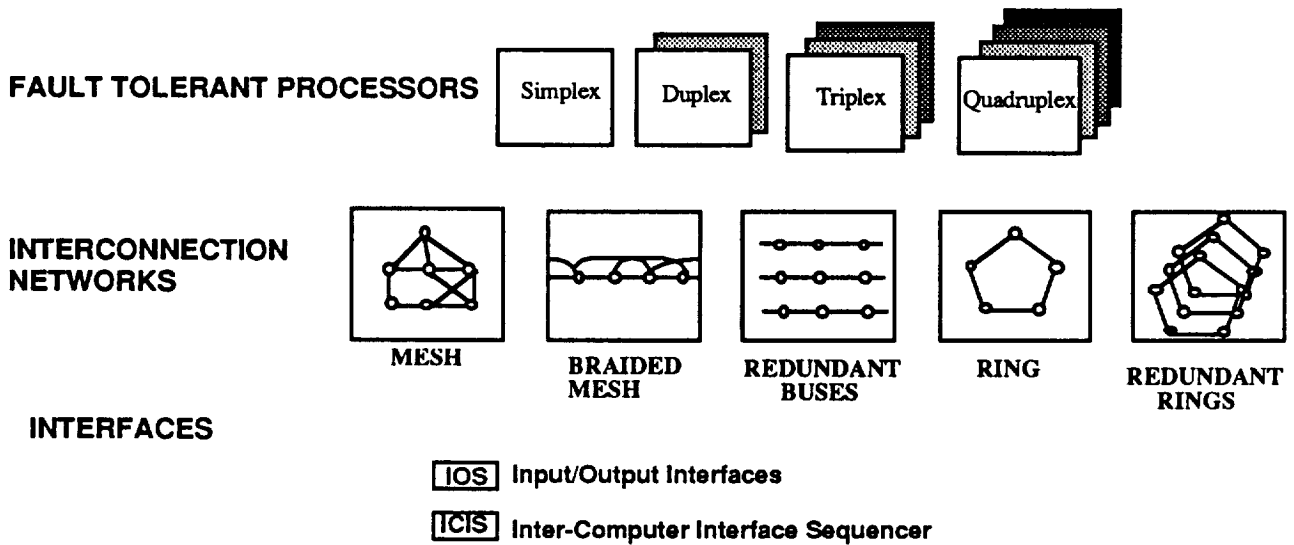 FAULT TOLERANT PROCESSORS
Simplex
Duplex
Triplex
Quadruplex
INTERCONNECTION
NETWORKS
MESH
BRAIDED
MESH
REDUNDANT
BUSES
RING
REDUNDANT
RINGS
INTERFACES
IOS Input/Output Interfaces
ICIS Inter-Computer Interface Sequencer